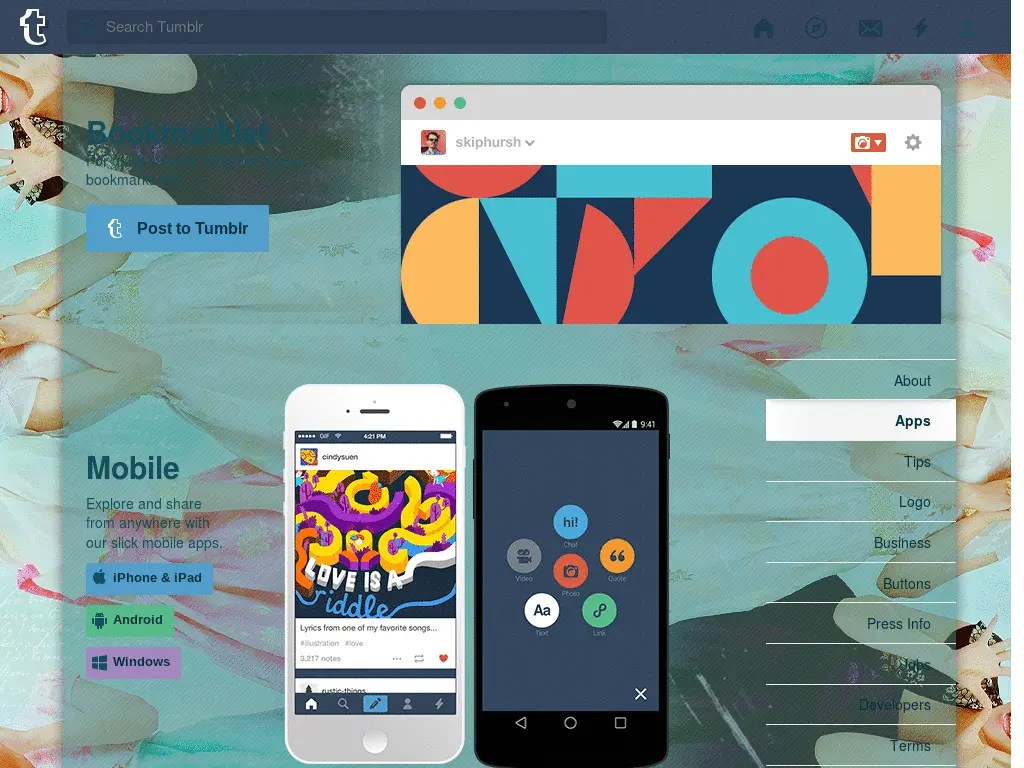 Search Tumblr
Bookmarklet
bookmarks
Post to Tumblr
skiphursh
About
Apps
Tips
Logo
Business
Buttons
Press Info
Jobs
Developers
Terms
Mobile
Explore and share
from anywhere with
our slick mobile apps.
iPhone & iPad
Android
Windows
GIF
4:21 PM
cindysuen
LOVE IS A
riddle
Lyrics from one of my favorite songs...
#illustration #love
3,217 notes
rustic-things
9:41
hi!
Chat
Video
Quote
Photo
Aa
Text
Link